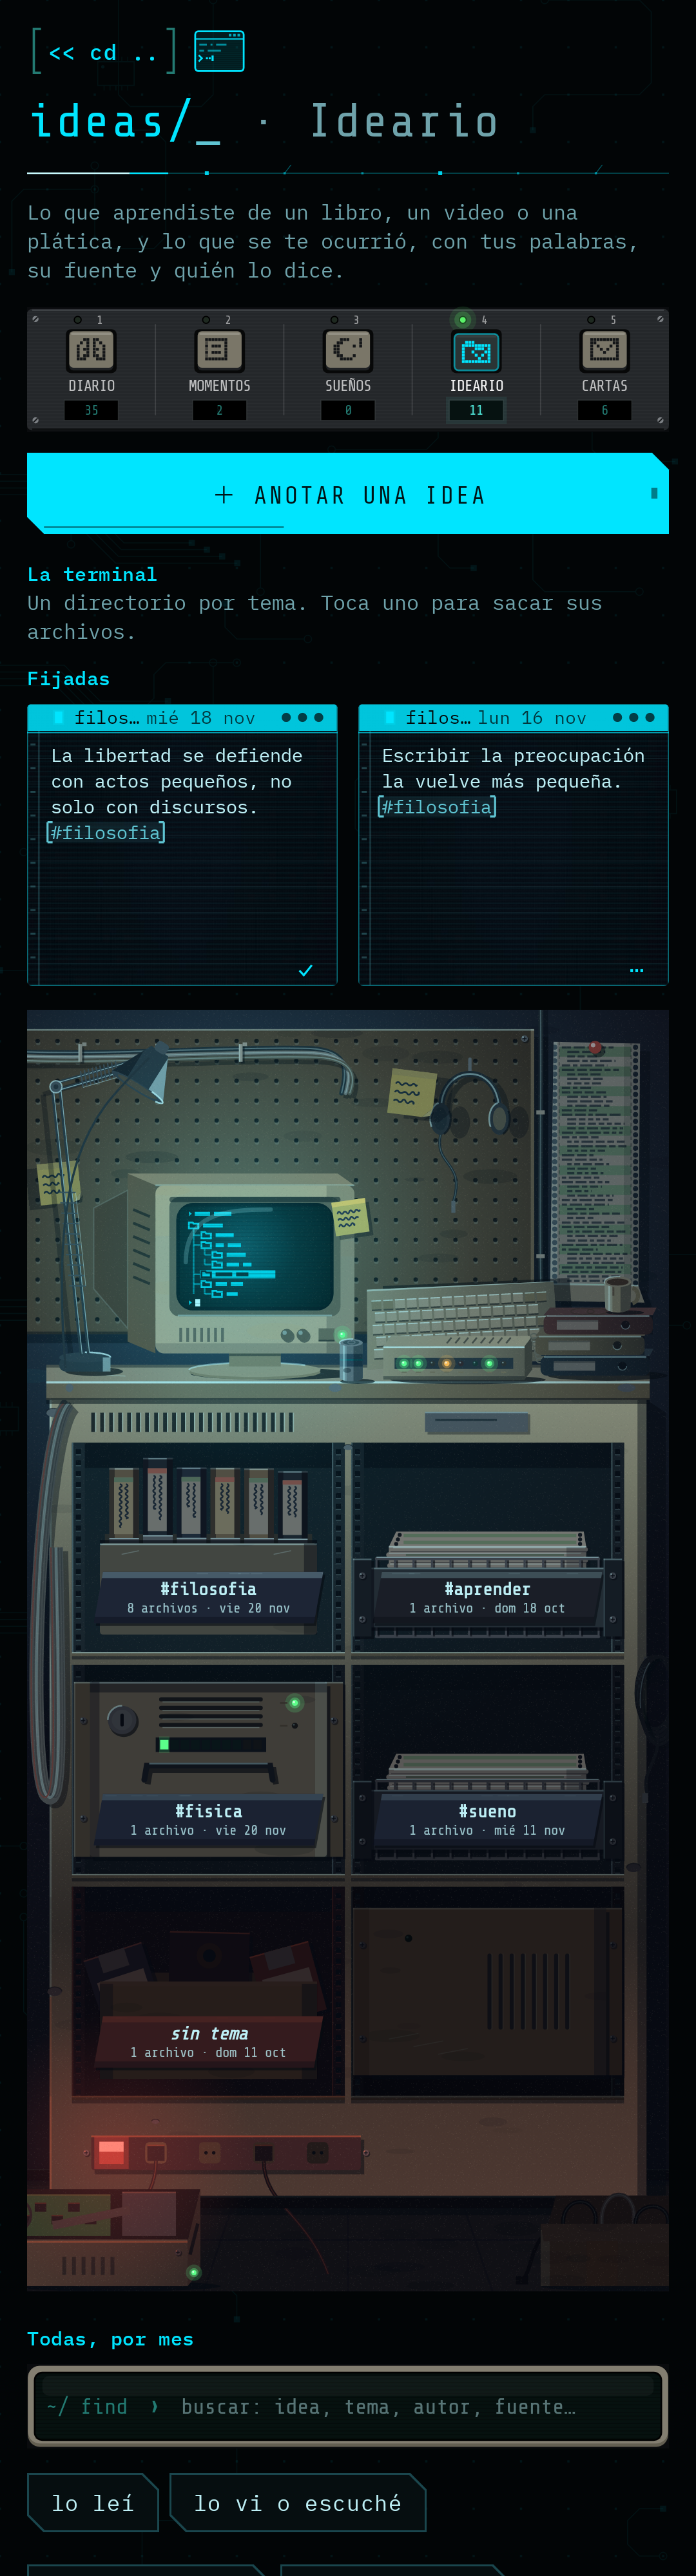 << cd ..
ideas/_ · Ideario
Lo que aprendiste de un libro, un video o una
plática, y lo que se te ocurrió, con tus palabras,
su fuente y quién lo dice.
1 2 3 4 5
DIARIO MOMENTOS SUEÑOS IDEARIO CARTAS
35 2 0 11 6
+ ANOTAR UNA IDEA
La terminal
Un directorio por tema. Toca uno para sacar sus
archivos.
Fijadas
filos… mié 18 nov
La libertad se defiende
con actos pequeños, no
solo con discursos.
#filosofia
filos… lun 16 nov
Escribir la preocupación
la vuelve más pequeña.
#filosofia
#filosofia
8 archivos · vie 20 nov
#aprender
1 archivo · dom 18 oct
#fisica
1 archivo · vie 20 nov
#sueno
1 archivo · mié 11 nov
sin tema
1 archivo · dom 11 oct
Todas, por mes
~/ find › buscar: idea, tema, autor, fuente…
lo leí
lo vi o escuché